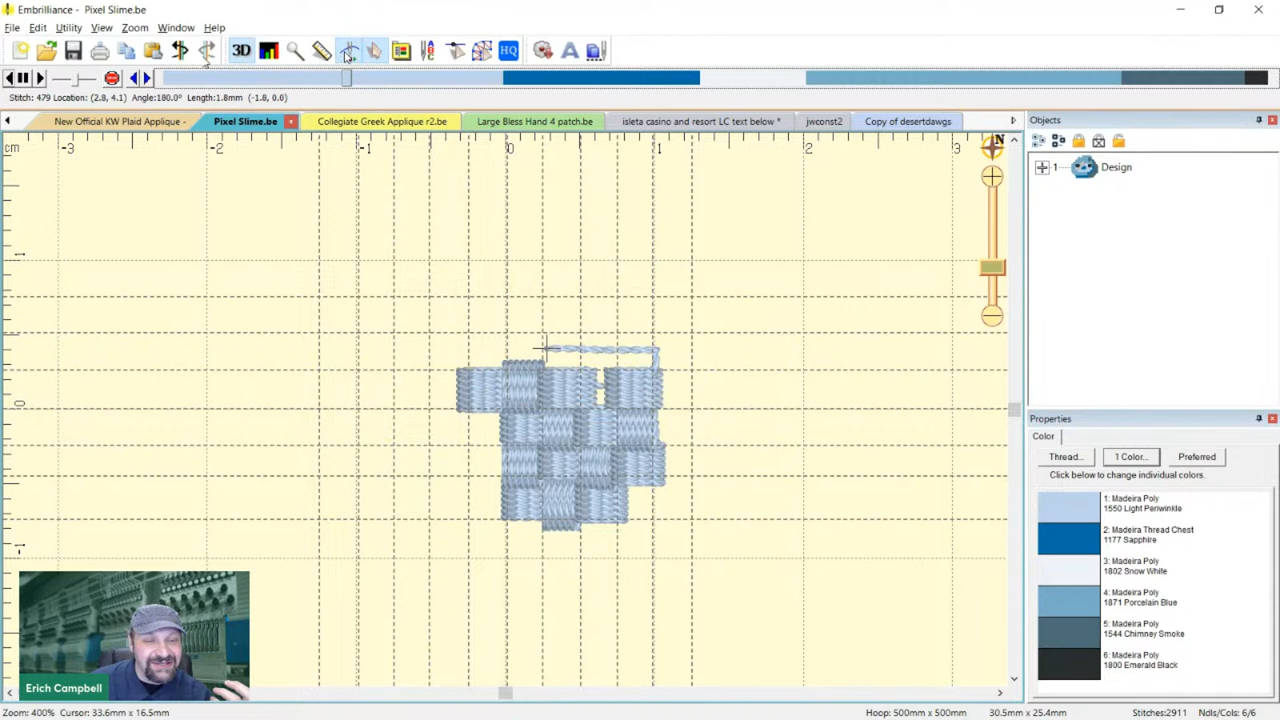 Embrilliance - Pixel Slime.be
File Edit Utility View Zoom Window Help
3D
HQ
Stitch: 479 Location: (2.8, 4.1) Angle:180.0º Length:1.8mm (-1.8, 0.0)
New Official KW Plaid Applique - Pixel Slime.be Collegiate Greek Applique r2.be Large Bless Hand 4 patch.be isleta casino and resort LC text below * jwconst2 Copy of desertdawgs
cm -3 -2 -1 0 1 2 3
N
1
0
-1
Objects
1 Design
Properties
Color
Thread... 1 Color... Preferred
Click below to change individual colors.
1: Madeira Poly
1550 Light Periwinkle
2: Madeira Thread Chest
1177 Sapphire
3: Madeira Poly
1802 Snow White
4: Madeira Poly
1871 Porcelain Blue
5: Madeira Poly
1544 Chimney Smoke
6: Madeira Poly
1800 Emerald Black
Erich Campbell
Zoom: 400% Cursor: 33.6mm x 16.5mm Hoop: 500mm x 500mm 30.5mm x 25.4mm Stitches:2911 Ndls/Cols: 6/6